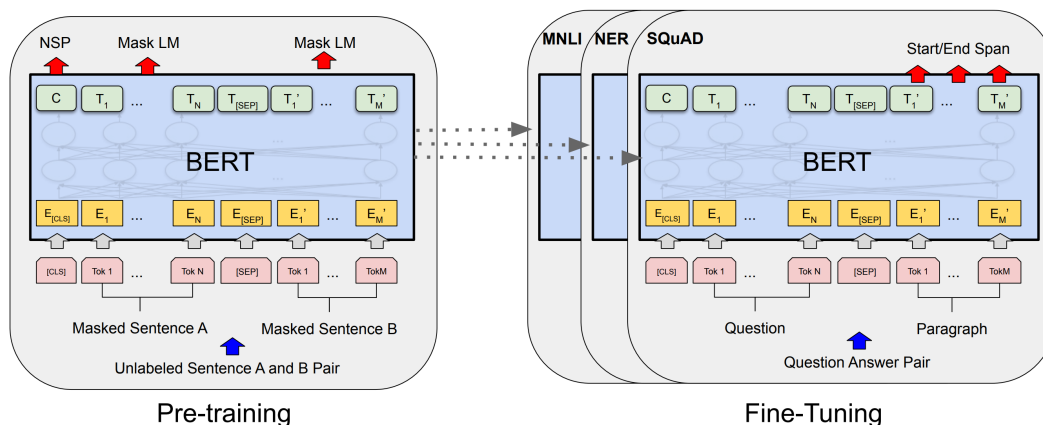 NSP Mask LM Mask LM
C T1 ... TN T[SEP] T1' ... TM'
...
BERT
...
E[CLS] E1 ... EN E[SEP] E1' ... EM'
[CLS] Tok 1 ... Tok N [SEP] Tok 1 ... TokM
Masked Sentence A Masked Sentence B
Unlabeled Sentence A and B Pair
Pre-training
MNLI NER SQuAD
Start/End Span
C T1 ... TN T[SEP] T1' ... TM'
...
BERT
...
E[CLS] E1 ... EN E[SEP] E1' ... EM'
[CLS] Tok 1 ... Tok N [SEP] Tok 1 ... TokM
Question Paragraph
Question Answer Pair
Fine-Tuning